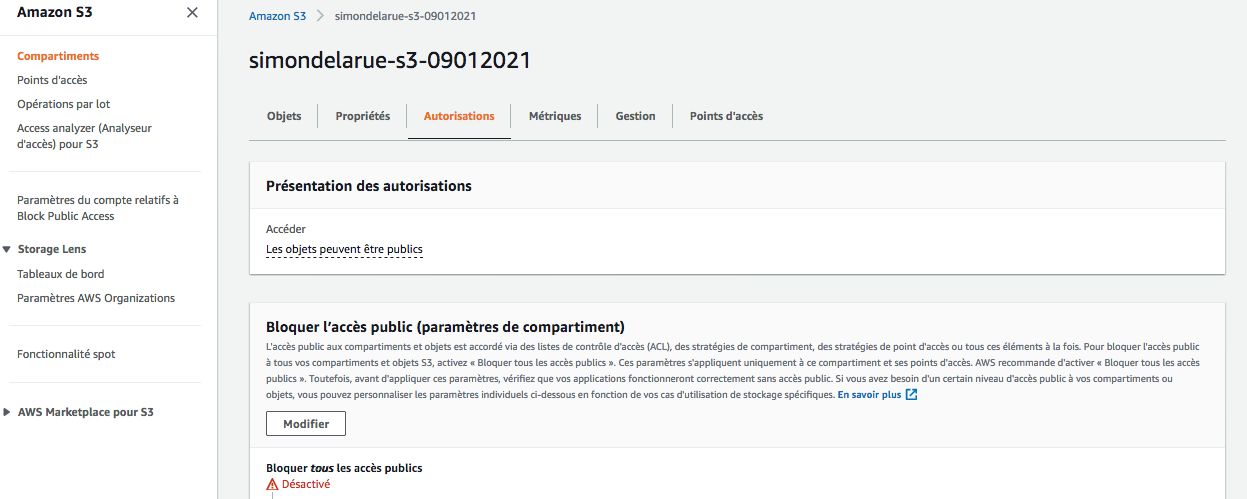 Amazon S3
Compartiments
Points d'accès
Opérations par lot
Access analyzer (Analyseur
d'accès) pour S3
Paramètres du compte relatifs à
Block Public Access
Storage Lens
Tableaux de bord
Paramètres AWS Organizations
Fonctionnalité spot
AWS Marketplace pour S3
Amazon S3 > simondelarue-s3-09012021
simondelarue-s3-09012021
Objets Propriétés Autorisations Métriques Gestion Points d'accès
Présentation des autorisations
Accéder
Les objets peuvent être publics
Bloquer l’accès public (paramètres de compartiment)
L'accès public aux compartiments et objets est accordé via des listes de contrôle d'accès (ACL), des stratégies de compartiment, des stratégies de point d'accès ou tous ces éléments à la fois. Pour bloquer l'accès public
à tous vos compartiments et objets S3, activez « Bloquer tous les accès publics ». Ces paramètres s'appliquent uniquement à ce compartiment et ses points d'accès. AWS recommande d'activer « Bloquer tous les accès
publics ». Toutefois, avant d'appliquer ces paramètres, vérifiez que vos applications fonctionneront correctement sans accès public. Si vous avez besoin d'un certain niveau d'accès public à vos compartiments ou
objets, vous pouvez personnaliser les paramètres individuels ci-dessous en fonction de vos cas d'utilisation de stockage spécifiques. En savoir plus
Modifier
Bloquer tous les accès publics
Désactivé